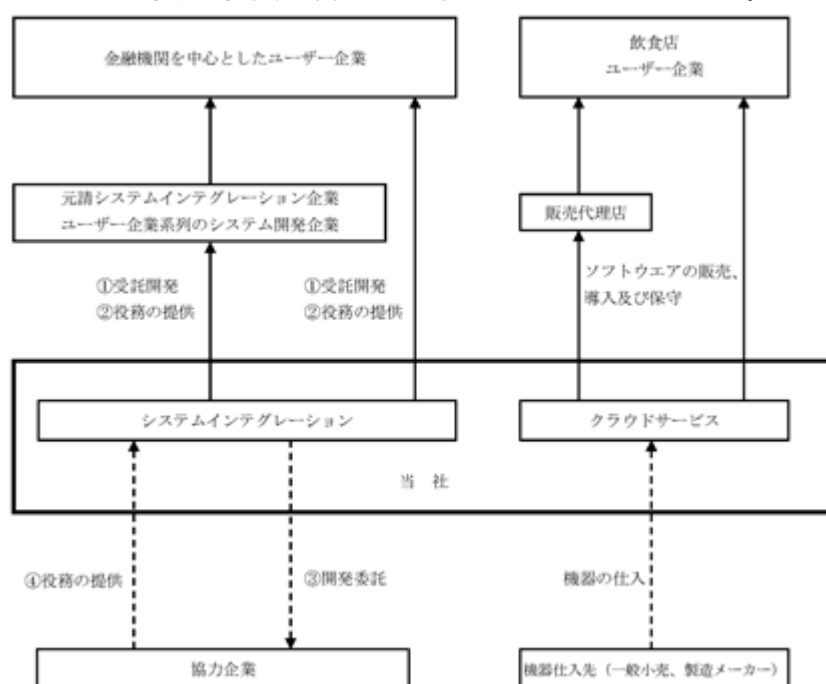 金融機関を中心としたユーザー企業
飲食店
ユーザー企業
元請システムインテグレーション企業
ユーザー企業系列のシステム開発企業
販売代理店
①受託開発
②役務の提供
①受託開発
②役務の提供
ソフトウエアの販売、
導入及び保守
システムインテグレーション
クラウドサービス
当 社
④役務の提供
③開発委託
機器の仕入
協力企業
機器仕入先（一般小売、製造メーカー）